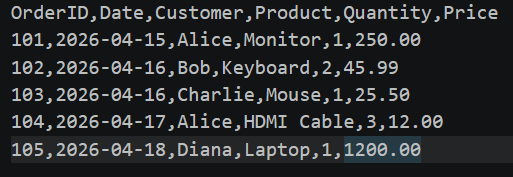 OrderID,Date,Customer,Product,Quantity,Price
101,2026-04-15,Alice,Monitor,1,250.00
102,2026-04-16,Bob,Keyboard,2,45.99
103,2026-04-16,Charlie,Mouse,1,25.50
104,2026-04-17,Alice,HDMI Cable,3,12.00
105,2026-04-18,Diana,Laptop,1,1200.00